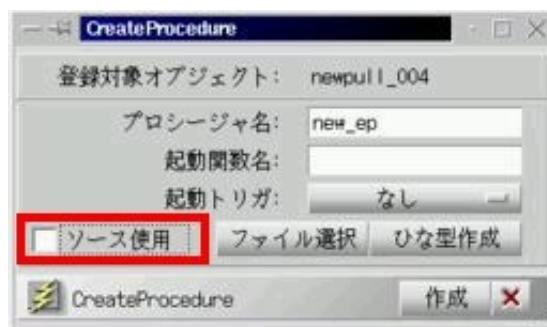 CreateProcedure
登録対象オブジェクト: newpull_004
プロシージャ名: new_ep
起動関数名:
起動トリガ: なし
ソース使用 ファイル選択 ひな型作成
CreateProcedure 作成